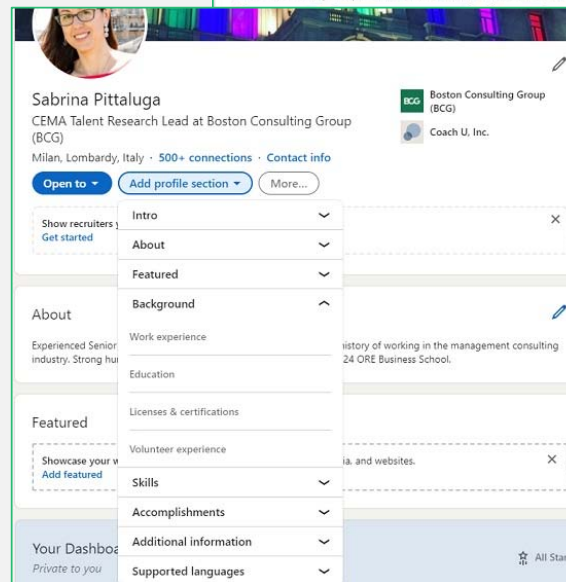 Sabrina Pittaluga
CEMA Talent Research Lead at Boston Consulting Group
(BCG)
Milan, Lombardy, Italy · 500+ connections · Contact info
BCG
Boston Consulting Group
(BCG)
Coach U, Inc.
Open to
Add profile section
More...
Show recruiters
Get started
Intro
About
Featured
Background
Work experience
Education
Licenses & certifications
Volunteer experience
Skills
Accomplishments
Additional information
Supported languages
About
Experienced Senior
history of working in the management consulting
industry. Strong
24 ORE Business School.
Featured
Showcase your
and websites.
Add featured
Your
All Star
Private to you